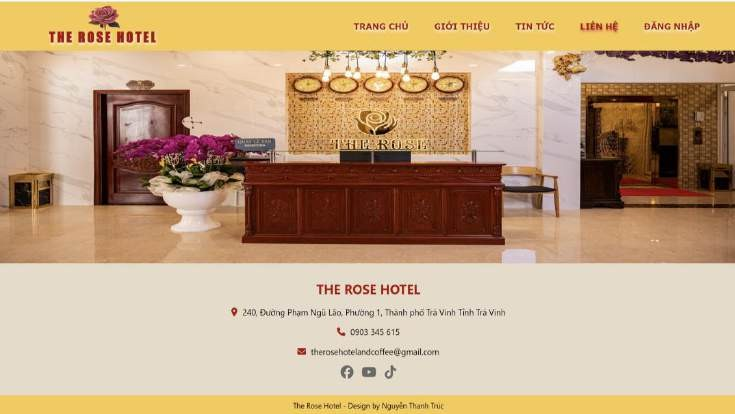 THE ROSE HOTEL
TRANG CHỦ
GIỚI THIỆU
TIN TỨC
LIÊN HỆ
ĐĂNG NHẬP
THE ROSE
THE ROSE HOTEL
240, Đường Phạm Ngũ Lão, Phường 1, Thành phố Trà Vinh Tỉnh Trà Vinh
0903 345 615
therosehotelandcoffee@gmail.com
The Rose Hotel - Design by Nguyễn Thanh Trúc